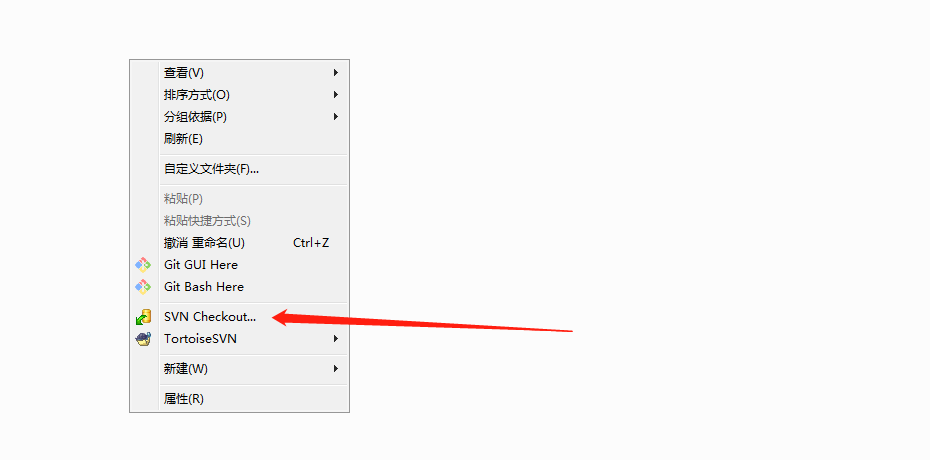 查看(V)
排序方式(O)
分组依据(P)
刷新(E)
自定义文件夹(F)...
粘贴(P)
粘贴快捷方式(S)
撤消 重命名(U) Ctrl+Z
Git GUI Here
Git Bash Here
SVN Checkout...
TortoiseSVN
新建(W)
属性(R)